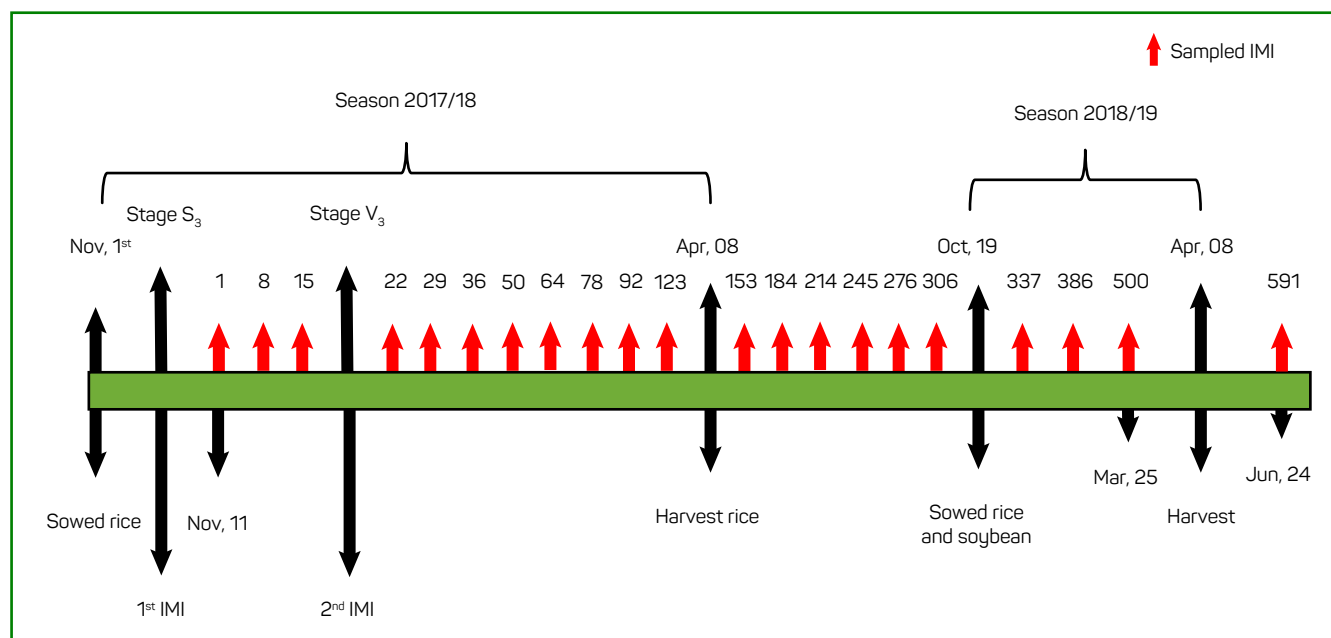 Sampled IMI
Season 2017/18
Season 2018/19
Stage S₃
Stage V₃
Nov, 1ˢᵗ
Apr, 08
Oct, 19
Apr, 08
1 8 15 22 29 36 50 64 78 92 123 153 184 214 245 276 306 337 386 500 591
Mar, 25
Jun, 24
Sowed rice
Nov, 11
Harvest rice
Sowed rice
and soybean
Harvest
1ˢᵗ IMI
2ⁿᵈ IMI